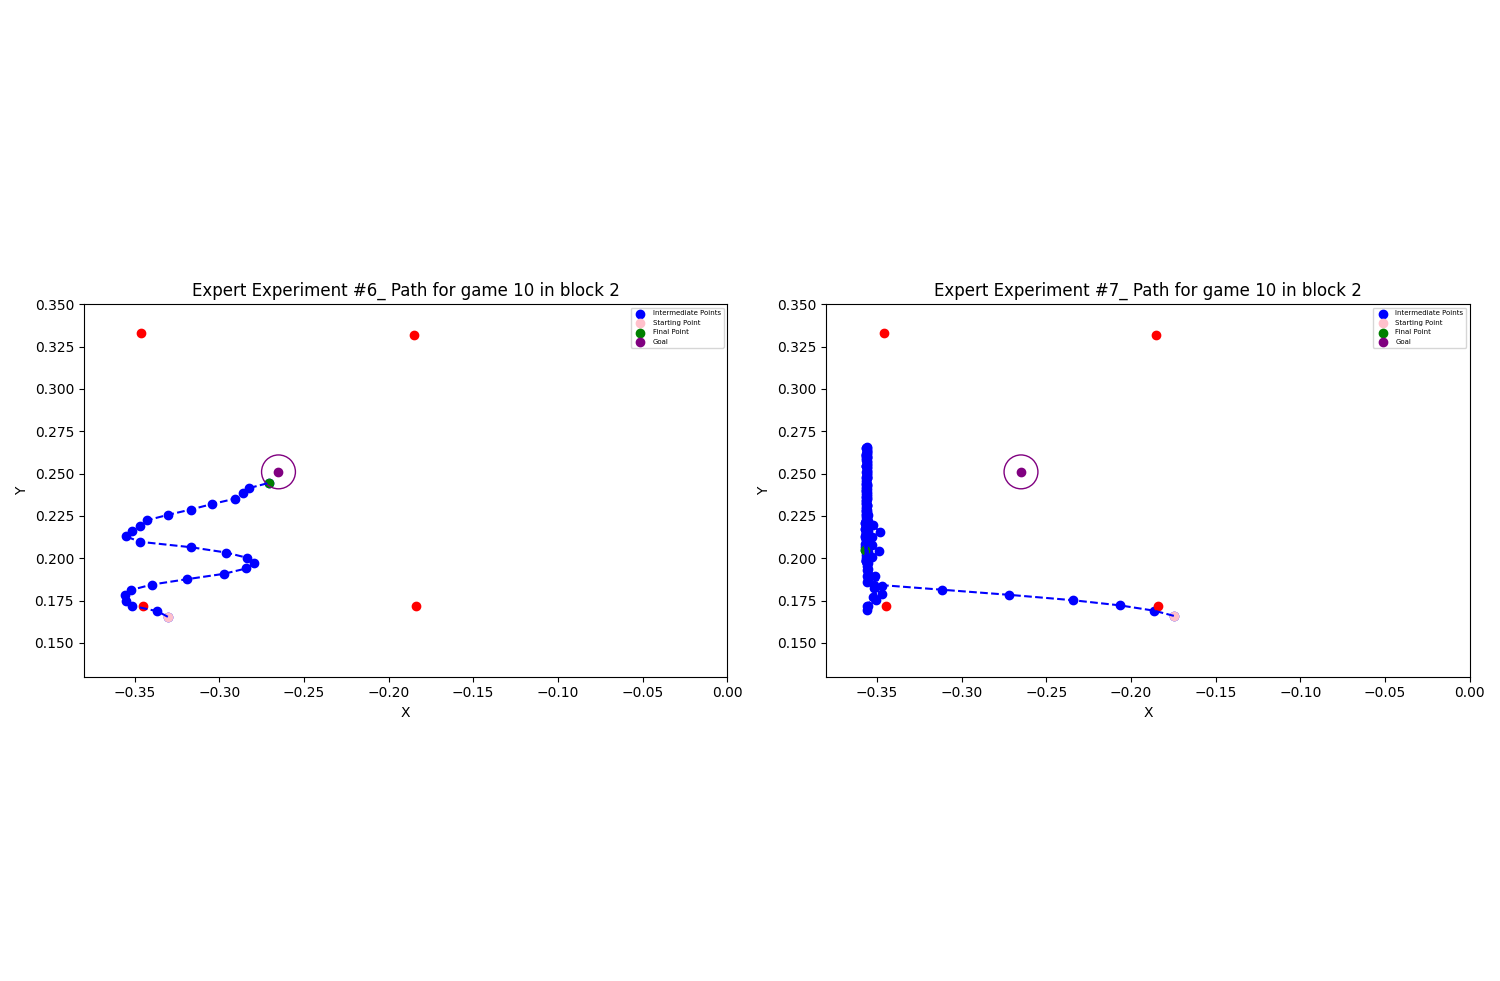 Expert Experiment #6_ Path for game 10 in block 2
0.350
0.325
0.300
0.275
0.250
0.225
0.200
0.175
0.150
Y
−0.35 −0.30 −0.25 −0.20 −0.15 −0.10 −0.05 0.00
X
Intermediate Points
Starting Point
Final Point
Goal
Expert Experiment #7_ Path for game 10 in block 2
0.350
0.325
0.300
0.275
0.250
0.225
0.200
0.175
0.150
Y
−0.35 −0.30 −0.25 −0.20 −0.15 −0.10 −0.05 0.00
X
Intermediate Points
Starting Point
Final Point
Goal